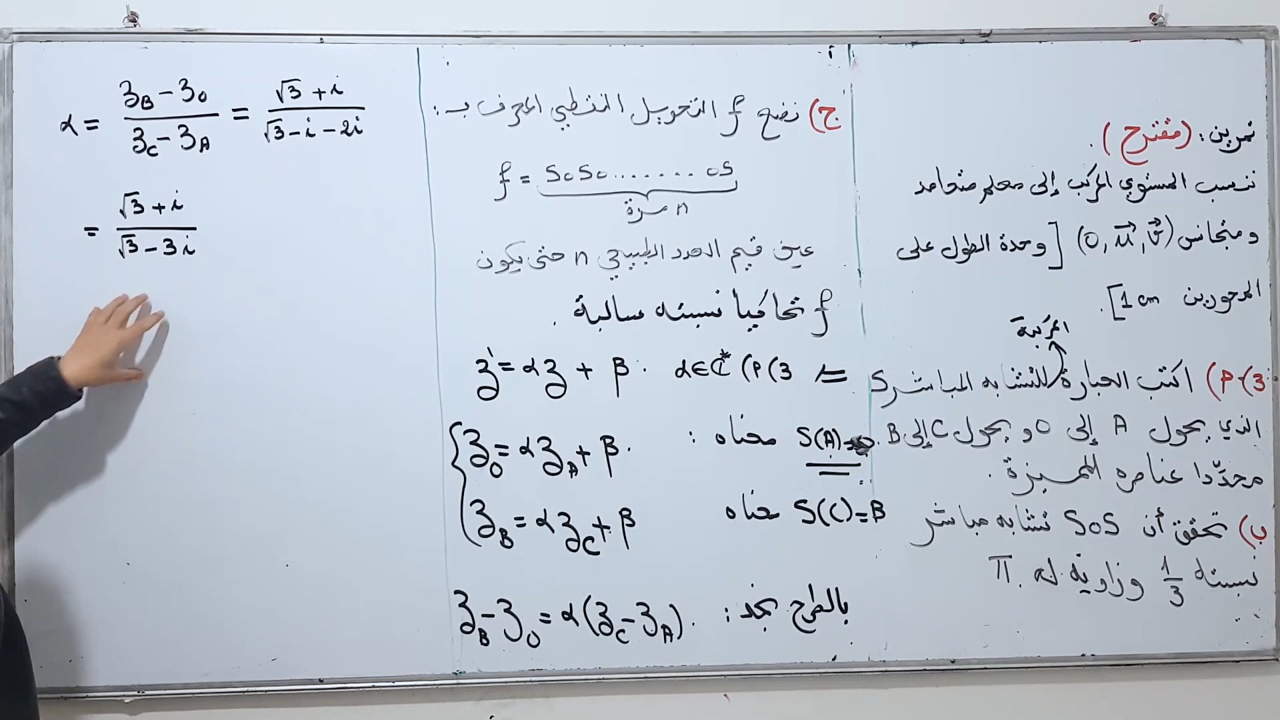 تمرين: (مقترح).
ننسب المستوي المركب إلى معلم متعامد
ومتجانس (O, u⃗, v⃗) [وحدة الطول على
المحورين 1cm].
المركبة
3)-أ) اكتب العبارة للتشابه المباشر S
الذي يحول A إلى O ويحول C إلى B
محدّدا عناصره المميزة.
ب) تحقق أن SoS تشابه مباشر
نسبته 1/3 وزاوية له π.
ج) نضع f التحويل النقطي المعرف بـ:
f = SoSo.......oS
n مرة
عين قيم العدد الطبيعي n حتى يكون
f تحاكيا نسبته سالبة.
3) أ) z' = αz + β. α∈ℂ*
S(A)=O معناه: z_O = αz_A + β.
S(C)=B معناه z_B = αz_C + β
بالطرح نجد: z_B - z_O = α(z_C - z_A).
α = (z_B - z_O)/(z_C - z_A) = (√3 + i)/(√3 - i - 2i)
= (√3 + i)/(√3 - 3i)